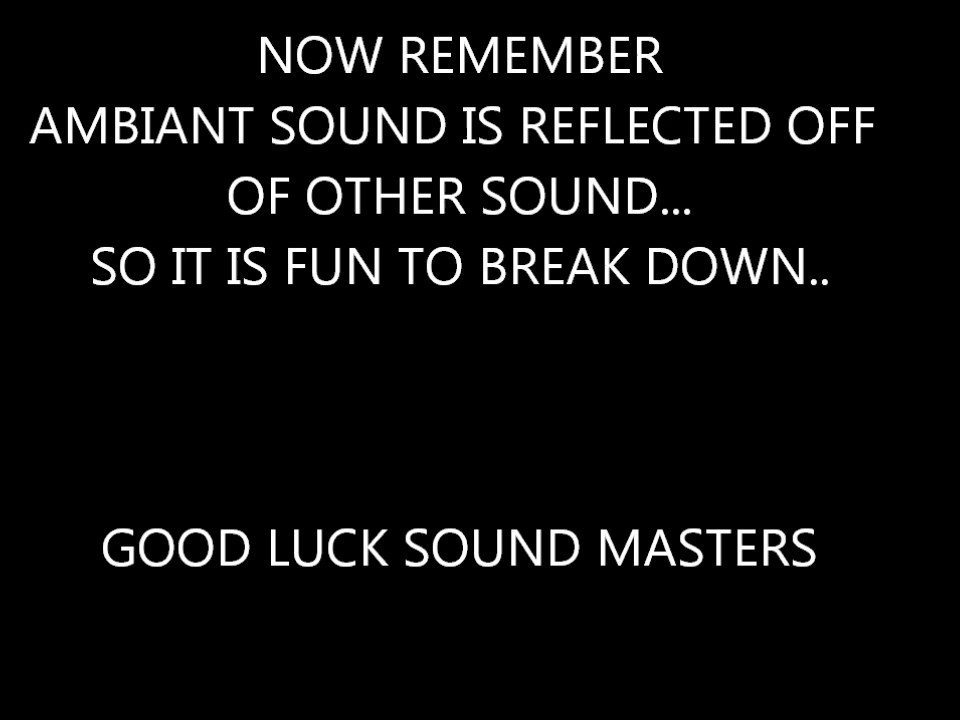 NOW REMEMBER
AMBIANT SOUND IS REFLECTED OFF
OF OTHER SOUND...
SO IT IS FUN TO BREAK DOWN..
GOOD LUCK SOUND MASTERS